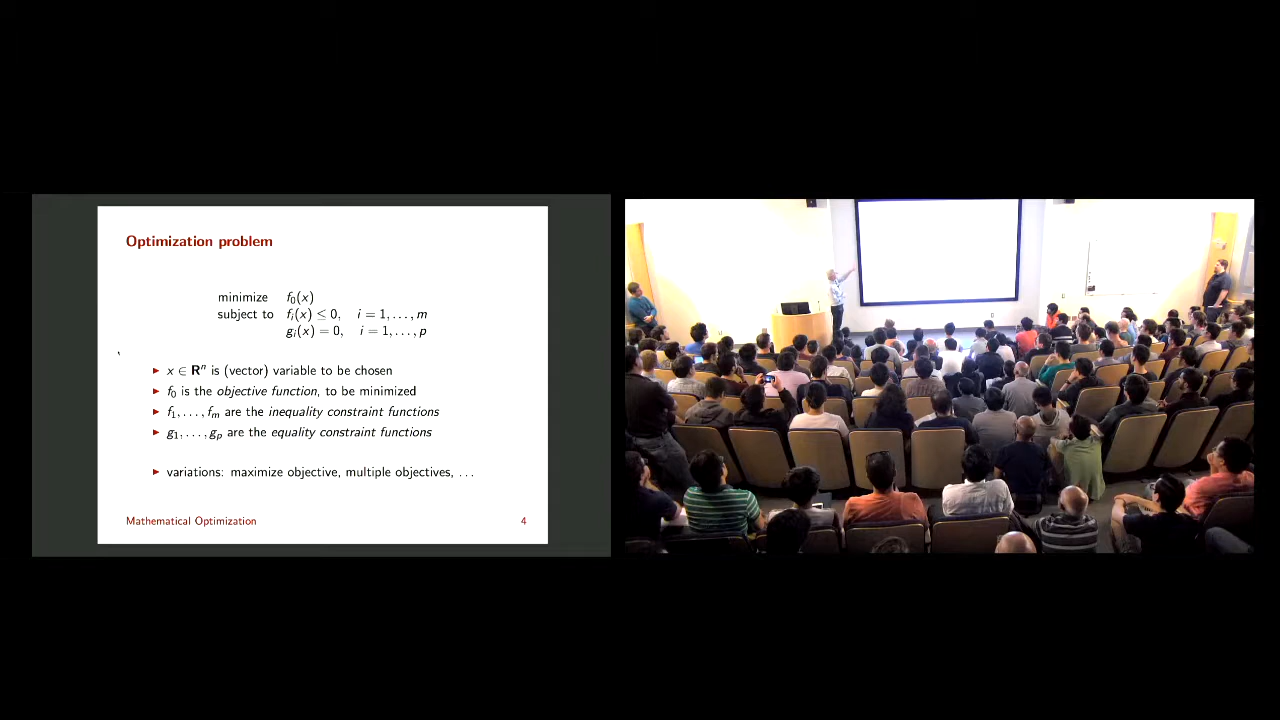 Optimization problem
minimize f₀(x)
subject to fᵢ(x) ≤ 0, i = 1, . . . , m
gᵢ(x) = 0, i = 1, . . . , p
▶ x ∈ Rⁿ is (vector) variable to be chosen
▶ f₀ is the objective function, to be minimized
▶ f₁, . . . , fₘ are the inequality constraint functions
▶ g₁, . . . , gₚ are the equality constraint functions
▶ variations: maximize objective, multiple objectives, . . .
Mathematical Optimization 4